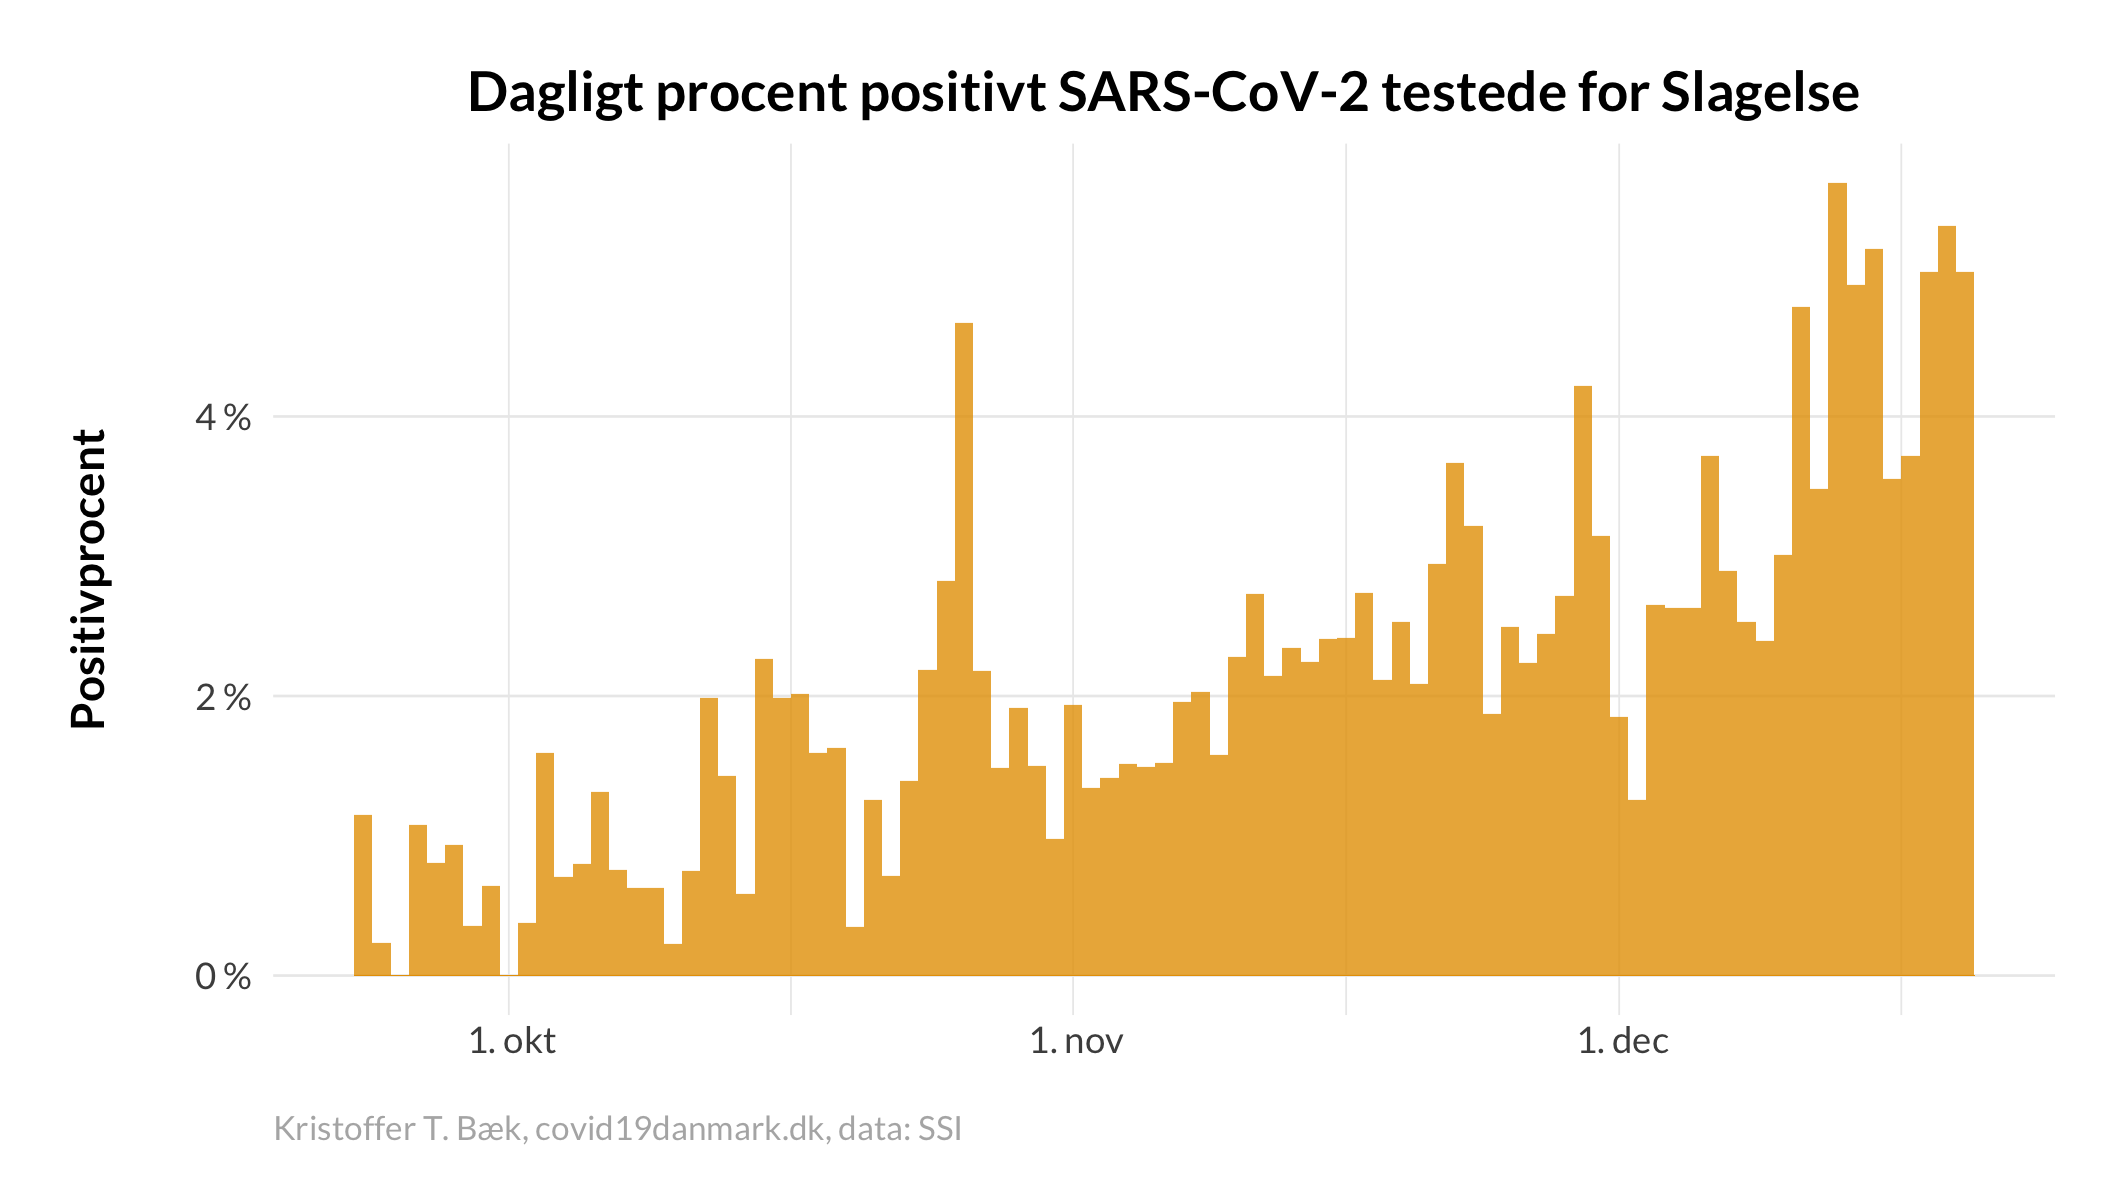 Dagligt procent positivt SARS-CoV-2 testede for Slagelse
Positivprocent
4 %
2 %
0 %
1. okt
1. nov
1. dec
Kristoffer T. Bæk, covid19danmark.dk, data: SSI